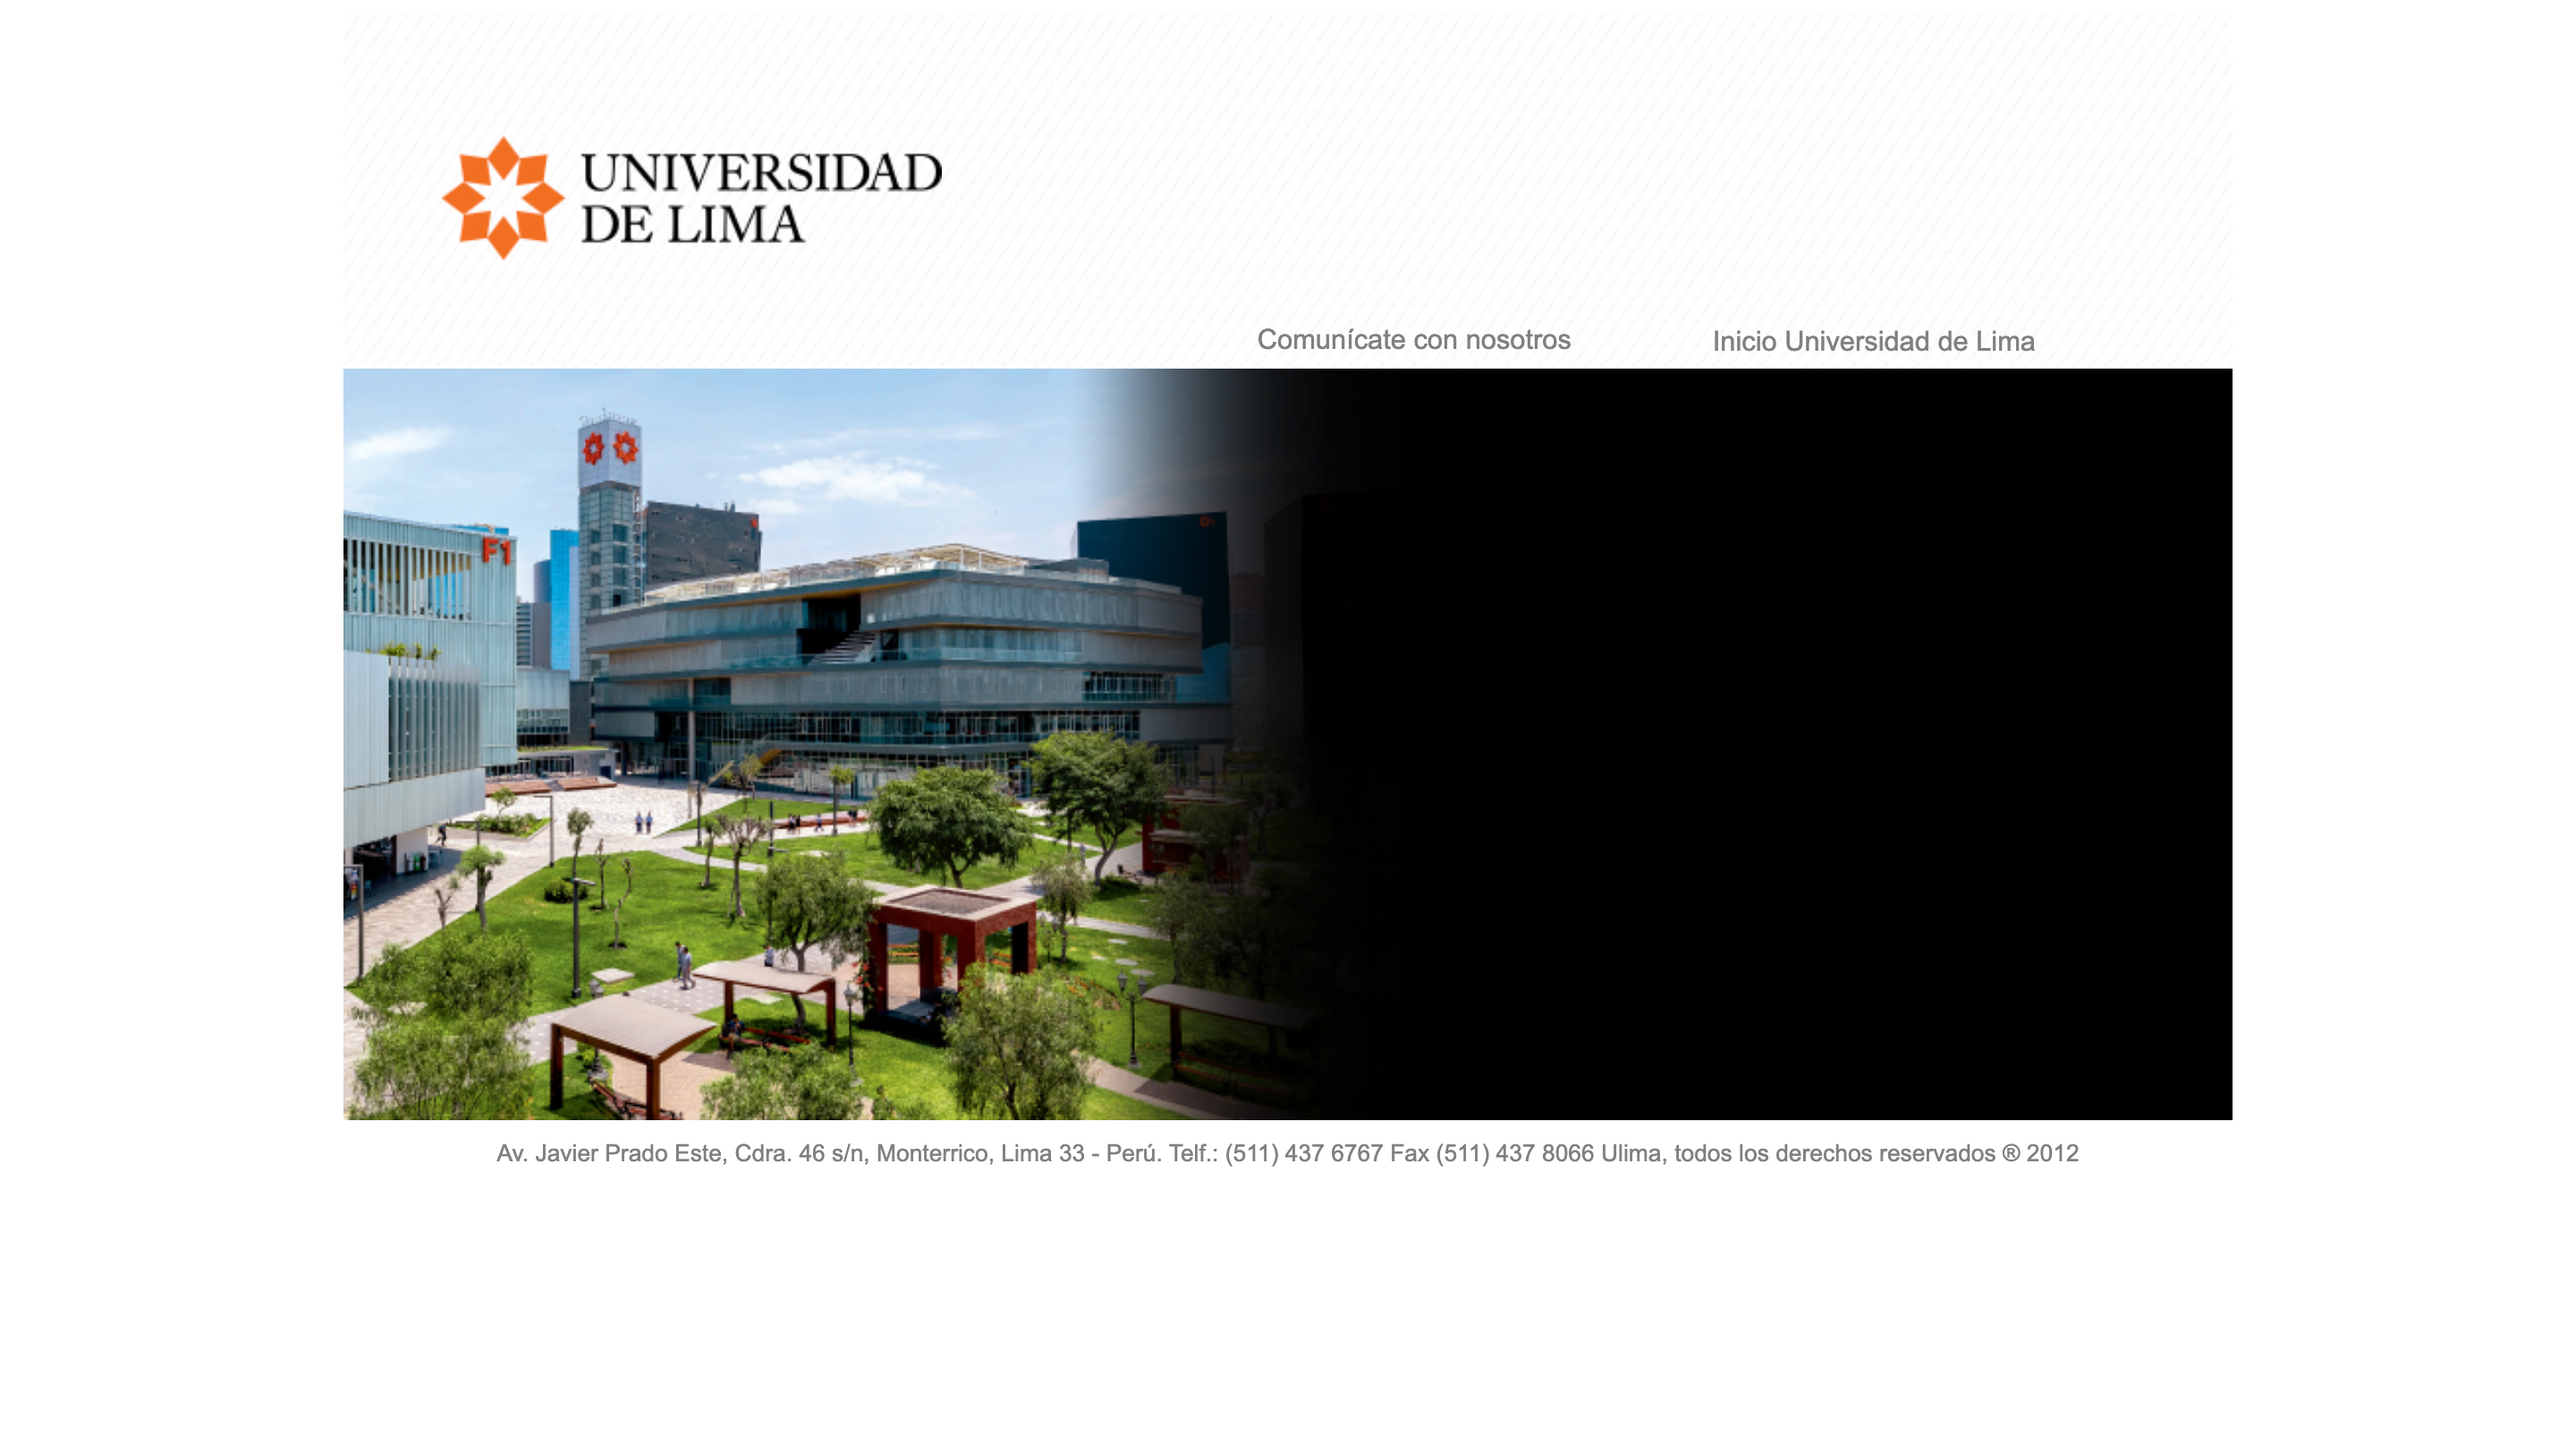 UNIVERSIDAD
DE LIMA
Comunícate con nosotros
Inicio Universidad de Lima
F1
Av. Javier Prado Este, Cdra. 46 s/n, Monterrico, Lima 33 - Perú. Telf.: (511) 437 6767 Fax (511) 437 8066 Ulima, todos los derechos reservados ® 2012